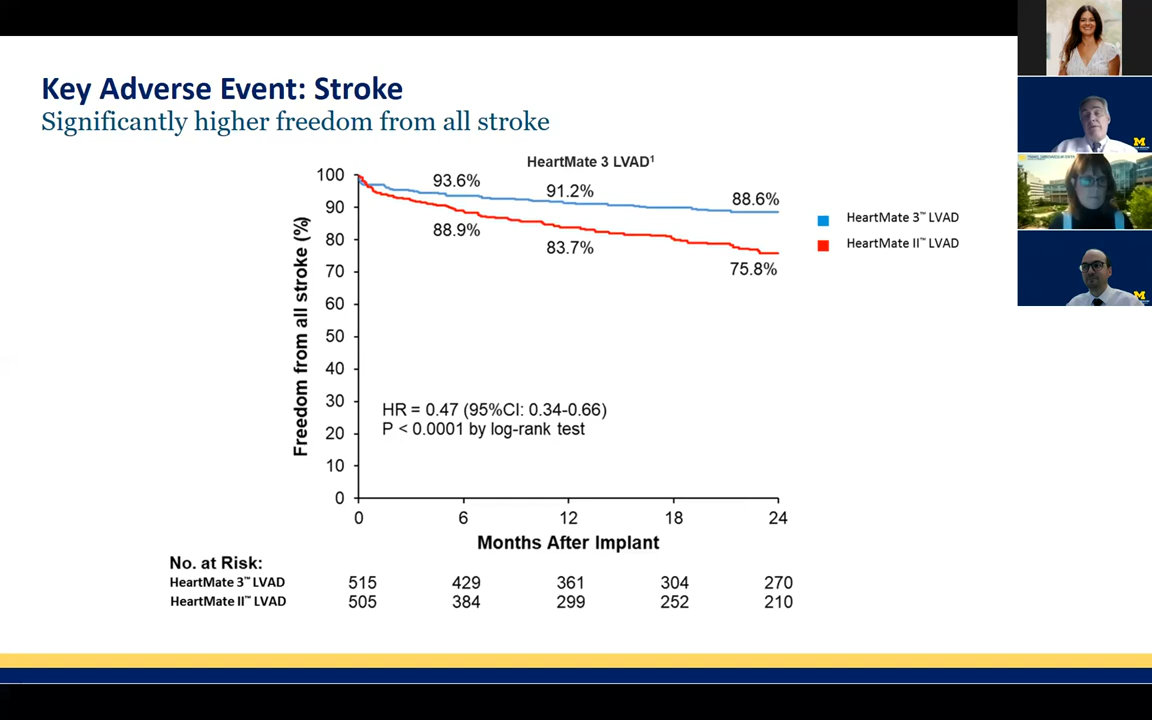 Key Adverse Event: Stroke
Significantly higher freedom from all stroke
HeartMate 3 LVAD¹
Freedom from all stroke (%)
100
90
80
70
60
50
40
30
20
10
0
93.6%
91.2%
88.6%
88.9%
83.7%
75.8%
HeartMate 3™ LVAD
HeartMate II™ LVAD
HR = 0.47 (95%CI: 0.34-0.66)
P < 0.0001 by log-rank test
0 6 12 18 24
Months After Implant
No. at Risk:
HeartMate 3™ LVAD 515 429 361 304 270
HeartMate II™ LVAD 505 384 299 252 210
M
M